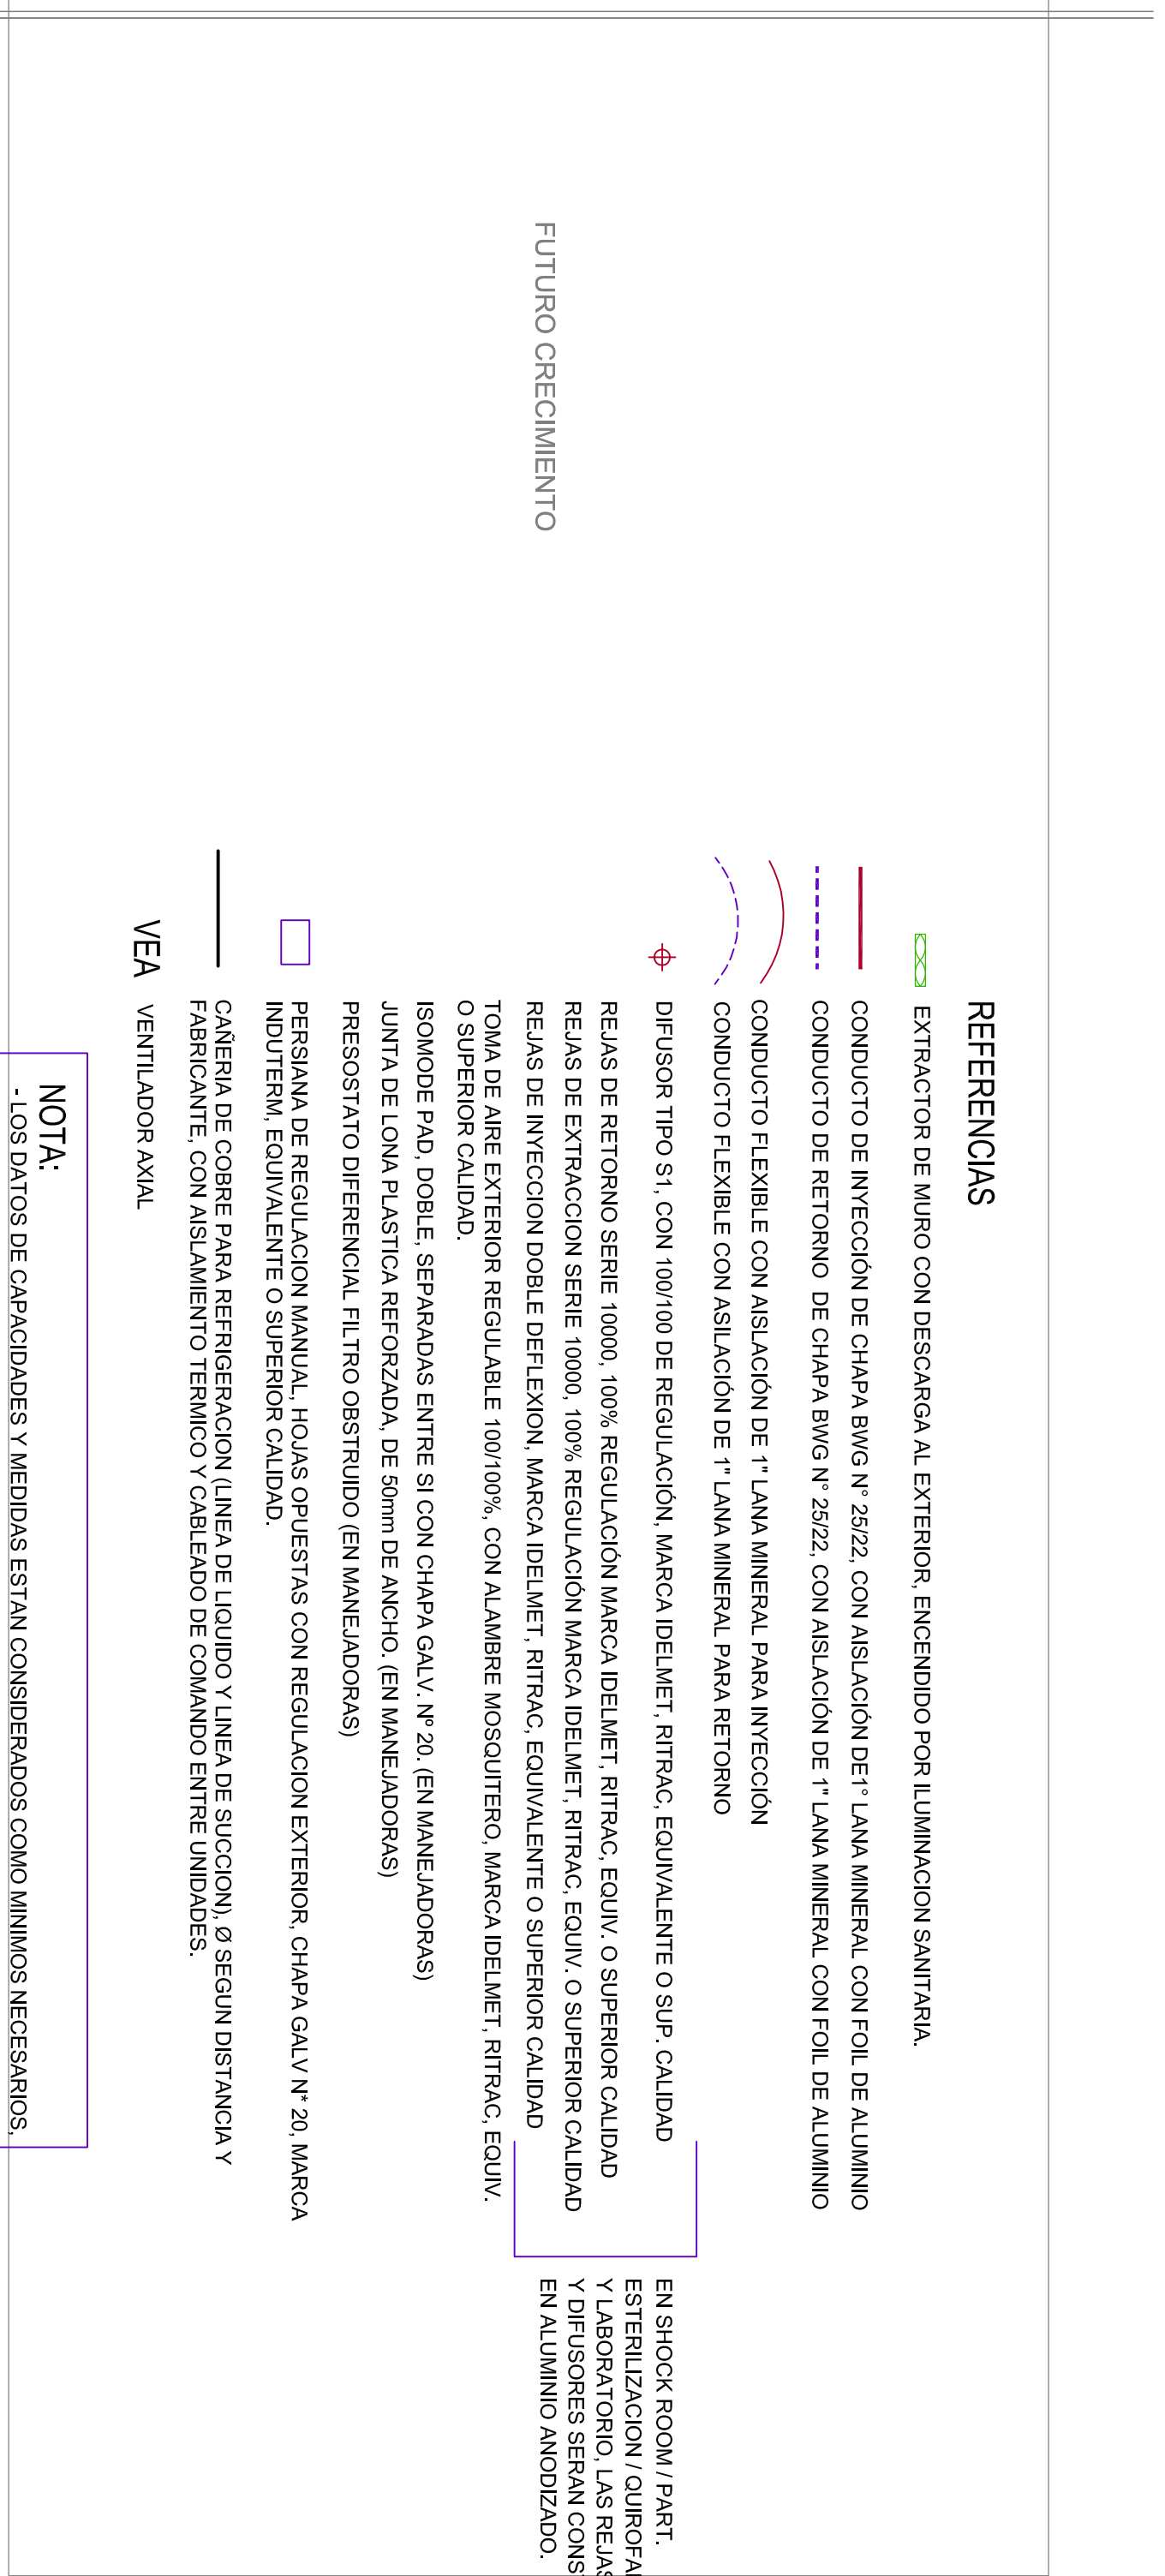 FUTURO CRECIMIENTO
REFERENCIAS
EXTRACTOR DE MURO CON DESCARGA AL EXTERIOR, ENCENDIDO POR ILUMINACION SANITARIA.
CONDUCTO DE INYECCIÓN DE CHAPA BWG N° 25/22, CON AISLACIÓN DE1° LANA MINERAL CON FOIL DE ALUMINIO
CONDUCTO DE RETORNO DE CHAPA BWG N° 25/22, CON AISLACIÓN DE 1" LANA MINERAL CON FOIL DE ALUMINIO
CONDUCTO FLEXIBLE CON AISLACIÓN DE 1" LANA MINERAL PARA INYECCIÓN
CONDUCTO FLEXIBLE CON ASILACIÓN DE 1" LANA MINERAL PARA RETORNO
DIFUSOR TIPO S1, CON 100/100 DE REGULACIÓN, MARCA IDELMET, RITRAC, EQUIVALENTE O SUP. CALIDAD
REJAS DE RETORNO SERIE 10000, 100% REGULACIÓN MARCA IDELMET, RITRAC, EQUIV. O SUPERIOR CALIDAD
REJAS DE EXTRACCION SERIE 10000, 100% REGULACIÓN MARCA IDELMET, RITRAC, EQUIV. O SUPERIOR CALIDAD
REJAS DE INYECCION DOBLE DEFLEXION, MARCA IDELMET, RITRAC, EQUIVALENTE O SUPERIOR CALIDAD
EN SHOCK ROOM / PART.
ESTERILIZACION /
Y LABORATORIO, LAS REJAS
Y DIFUSORES SERAN
EN ALUMINIO ANODIZADO.
TOMA DE AIRE EXTERIOR REGULABLE 100/100%, CON ALAMBRE MOSQUITERO, MARCA IDELMET, RITRAC, EQUIV.
O SUPERIOR CALIDAD.
ISOMODE PAD, DOBLE, SEPARADAS ENTRE SI CON CHAPA GALV. Nº 20. (EN MANEJADORAS)
JUNTA DE LONA PLASTICA REFORZADA, DE 50mm DE ANCHO. (EN MANEJADORAS)
PRESOSTATO DIFERENCIAL FILTRO OBSTRUIDO (EN MANEJADORAS)
PERSIANA DE REGULACION MANUAL, HOJAS OPUESTAS CON REGULACION EXTERIOR, CHAPA GALV N* 20, MARCA
INDUTERM, EQUIVALENTE O SUPERIOR CALIDAD.
CAÑERIA DE COBRE PARA REFRIGERACION (LINEA DE LIQUIDO Y LINEA DE SUCCION), Ø SEGUN DISTANCIA Y
FABRICANTE, CON AISLAMIENTO TERMICO Y CABLEADO DE COMANDO ENTRE UNIDADES.
VEA VENTILADOR AXIAL
NOTA:
- LOS DATOS DE CAPACIDADES Y MEDIDAS ESTAN CONSIDERADOS COMO MINIMOS NECESARIOS,